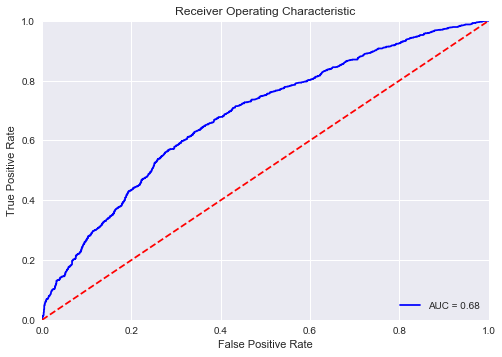 Receiver Operating Characteristic
1.0
0.8
0.6
0.4
0.2
0.0
True Positive Rate
AUC = 0.68
0.0 0.2 0.4 0.6 0.8 1.0
False Positive Rate